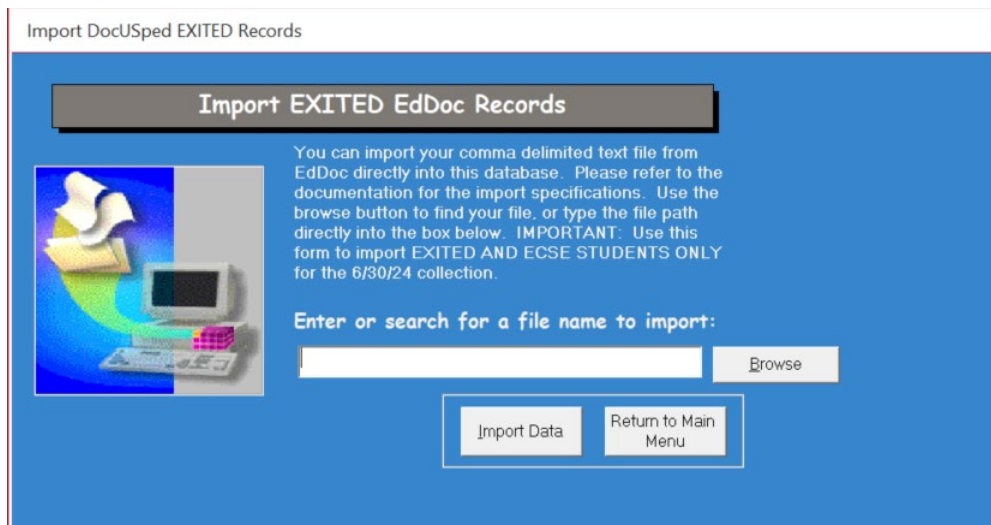 Import DocUSped EXITED Records
Import EXITED EdDoc Records
You can import your comma delimited text file from
EdDoc directly into this database.  Please refer to the
documentation for the import specifications.  Use the
browse button to find your file, or type the file path
directly into the box below.  IMPORTANT:  Use this
form to import EXITED AND ECSE STUDENTS ONLY
for the 6/30/24 collection.
Enter or search for a file name to import:
Browse
Import Data
Return to Main
Menu